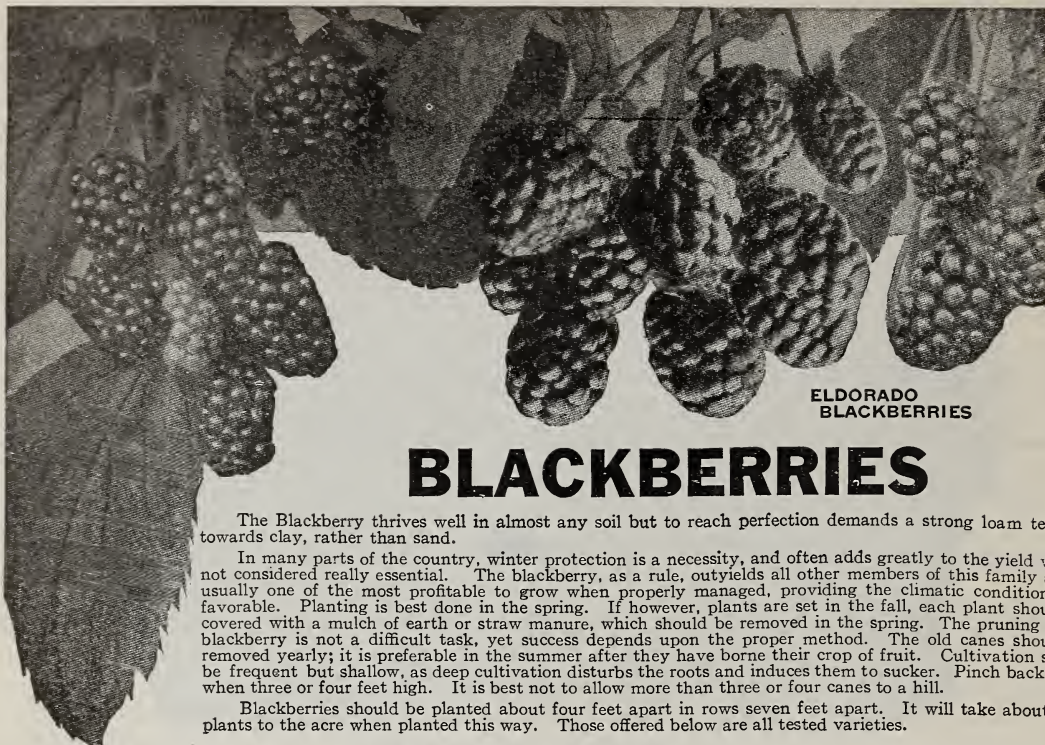 ELDORADO
BLACKBERRIES
BLACKBERRIES
The Blackberry thrives well in almost any soil but to reach perfection demands a strong loam te
towards clay, rather than sand.
In many parts of the country, winter protection is a necessity, and often adds greatly to the yield
not considered really essential. The blackberry, as a rule, outyields all other members of this family
usually one of the most profitable to grow when properly managed, providing the climatic condition
favorable. Planting is best done in the spring. If however, plants are set in the fall, each plant shou
covered with a mulch of earth or straw manure, which should be removed in the spring. The pruning
blackberry is not a difficult task, yet success depends upon the proper method. The old canes shou
removed yearly; it is preferable in the summer after they have borne their crop of fruit. Cultivation s
be frequent but shallow, as deep cultivation disturbs the roots and induces them to sucker. Pinch back
when three or four feet high. It is best not to allow more than three or four canes to a hill.
Blackberries should be planted about four feet apart in rows seven feet apart. It will take about
plants to the acre when planted this way. Those offered below are all tested varieties.